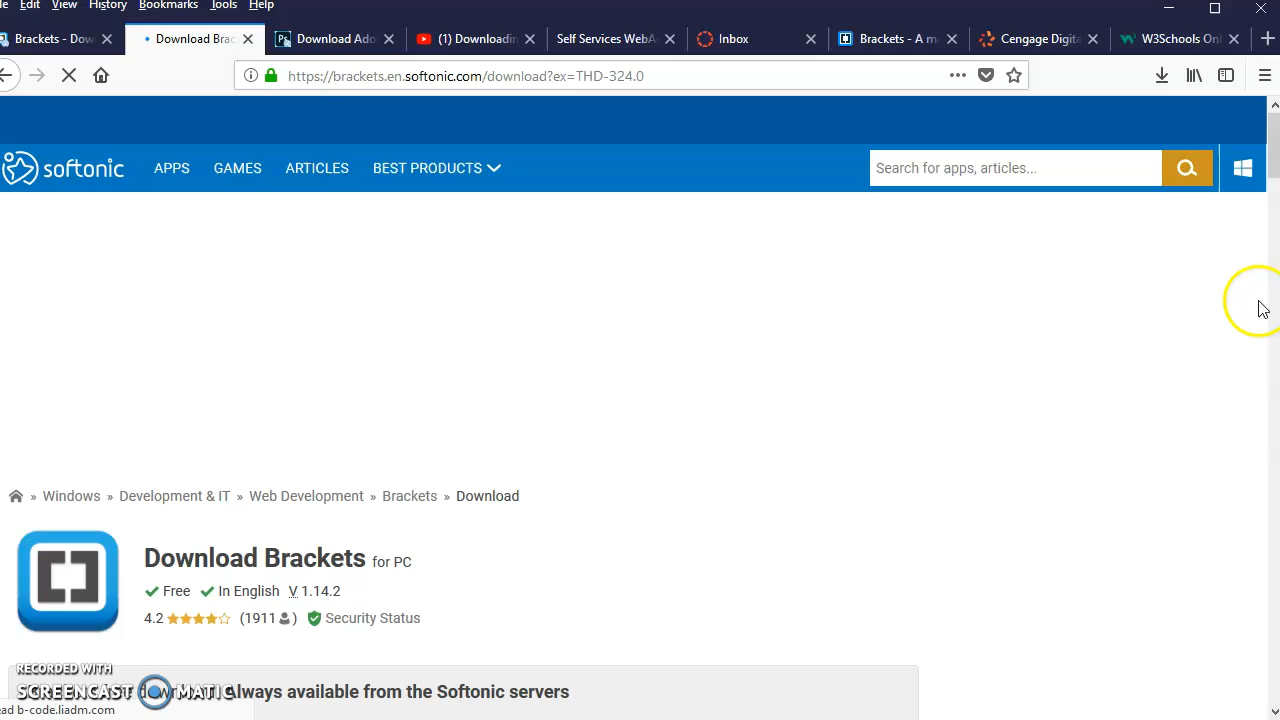 le Edit View History Bookmarks Tools Help
Brackets - Dow Download Brac Download Ado (1) Downloadin Self Services WebA Inbox Brackets - A m Cengage Digita W3Schools Onl
https://brackets.en.softonic.com/download?ex=THD-324.0
softonic APPS GAMES ARTICLES BEST PRODUCTS Search for apps, articles...
» Windows » Development & IT » Web Development » Brackets » Download
Download Brackets for PC
Free In English V 1.14.2
4.2 (1911 ) Security Status
Always available from the Softonic servers
RECORDED WITH
SCREENCAST MATIC
ead b-code.liadm.com